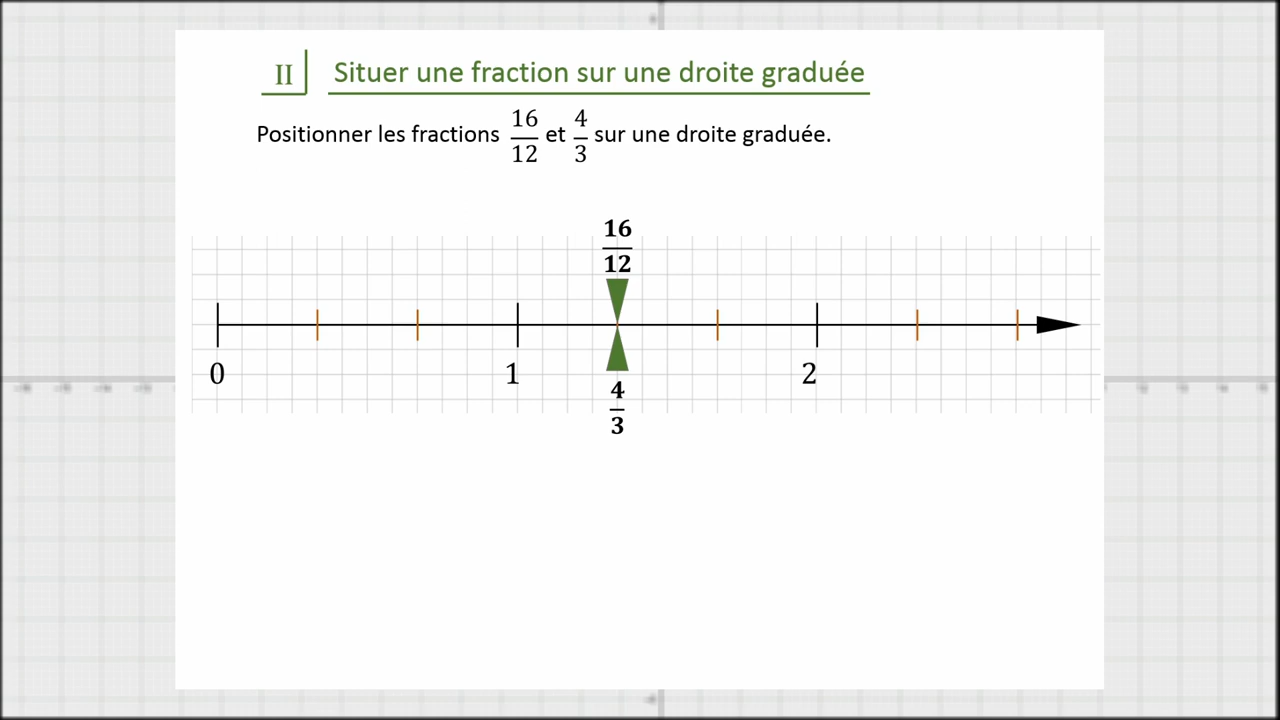 II Situer une fraction sur une droite graduée
Positionner les fractions 16/12 et 4/3 sur une droite graduée.
16/12
0 1 2
4/3